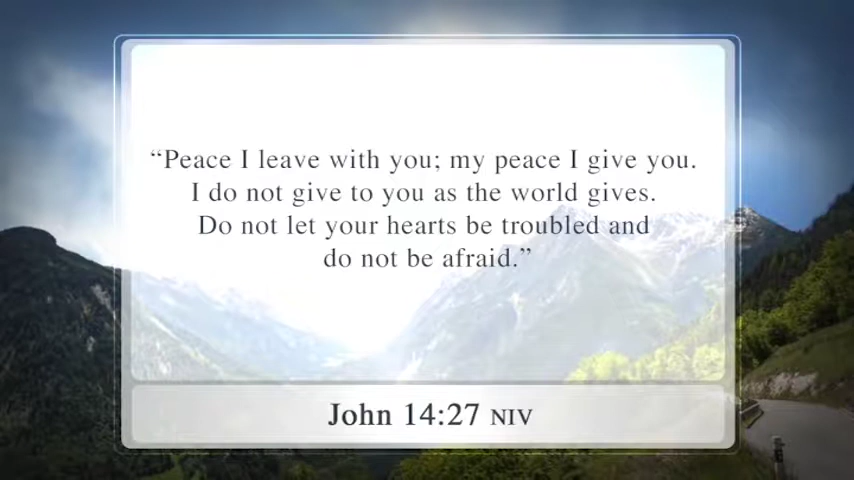 “Peace I leave with you; my peace I give you.
I do not give to you as the world gives.
Do not let your hearts be troubled and
do not be afraid.”
John 14:27 NIV